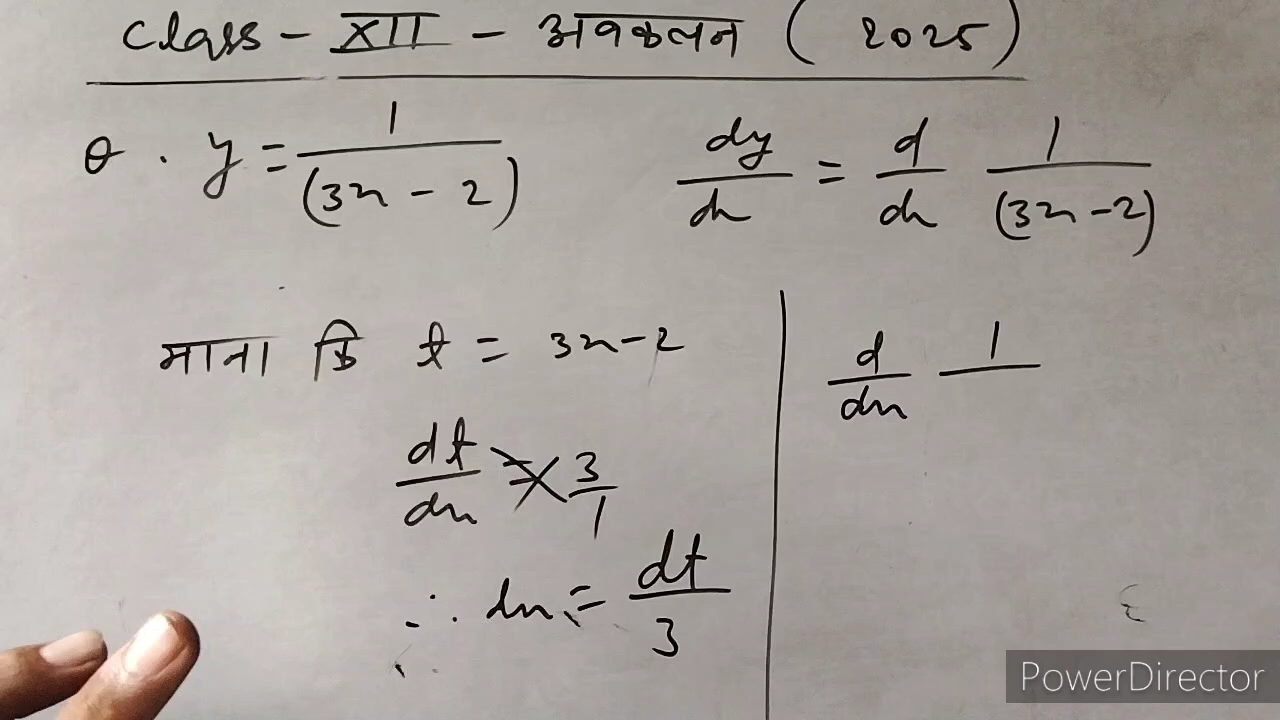 Class - XII - अवकलन ( 2025 )
Q . y = 1/(3x - 2) dy/dx = d/dx 1/(3x - 2)
माना कि t = 3x - 2
dt/dx = 3/1
∴ dx = dt/3
d/dx 1/
PowerDirector